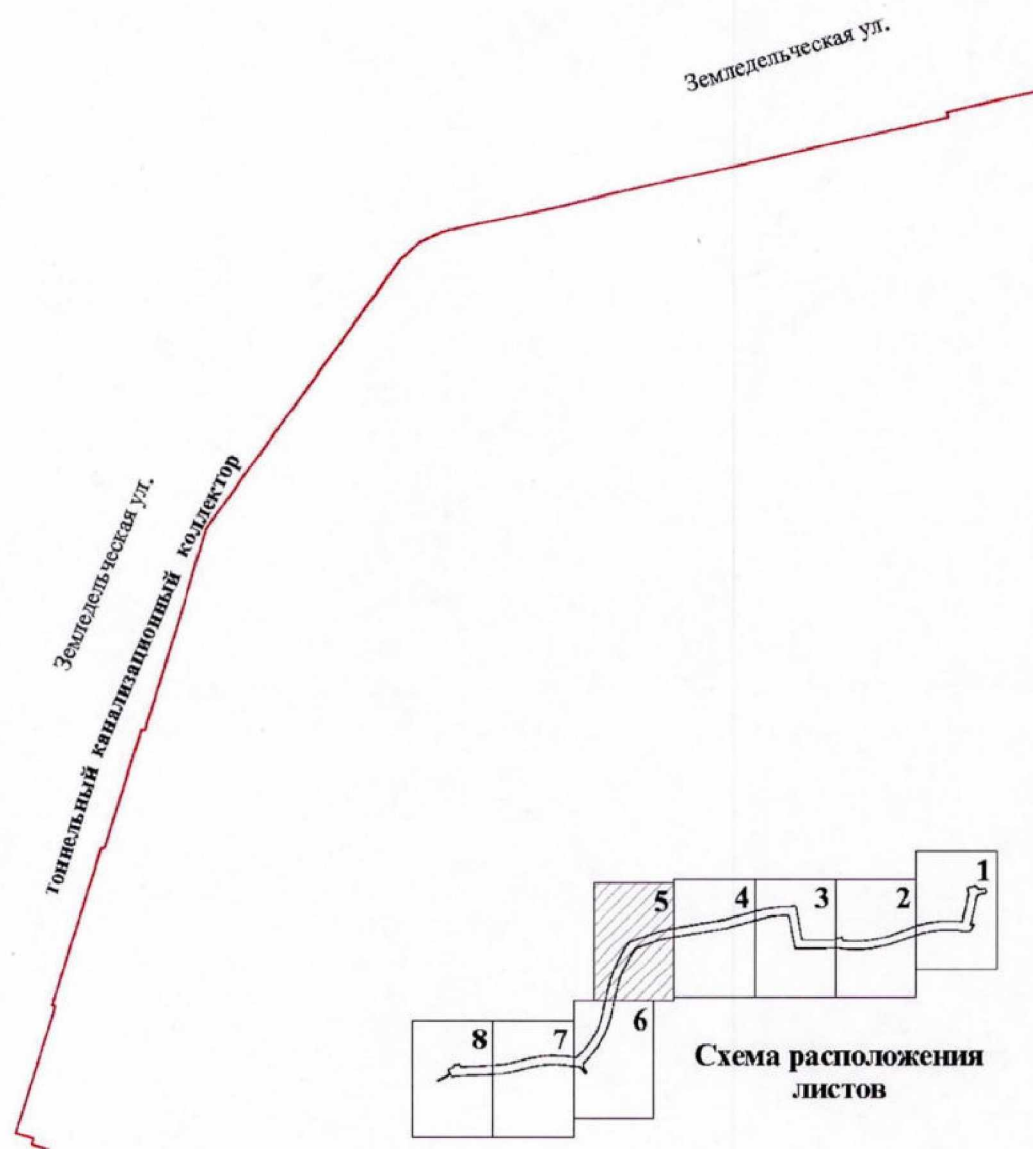 Земледельческая ул.
Земледельческая ул.
тоннельный канализационный коллектор
1
2
3
4
5
6
7
8
Схема расположения
листов